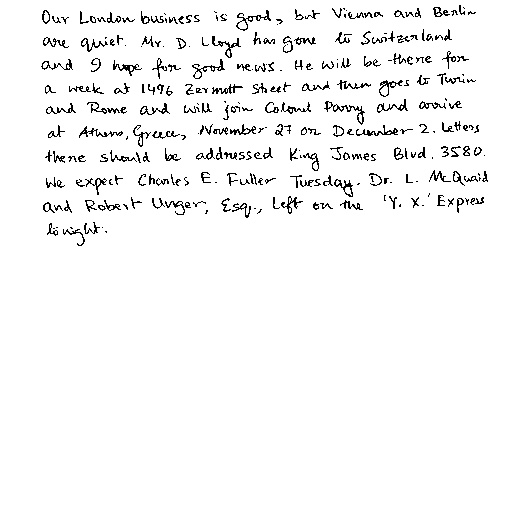 Our London business is good, but Vienna and Berlin
are quiet. Mr. D. Lloyd has gone to Switzerland
and I hope for good news. He will be there for
a week at 1496 Zermott Street and then goes to Turin
and Rome and will join Colonel Parry and arrive
at Athens, Greece, November 27 or December 2. Letters
there should be addressed King James Blvd. 3580.
We expect Charles E. Fuller Tuesday. Dr. L. McQuaid
and Robert Unger, Esq., left on the 'Y. X.' Express
tonight.